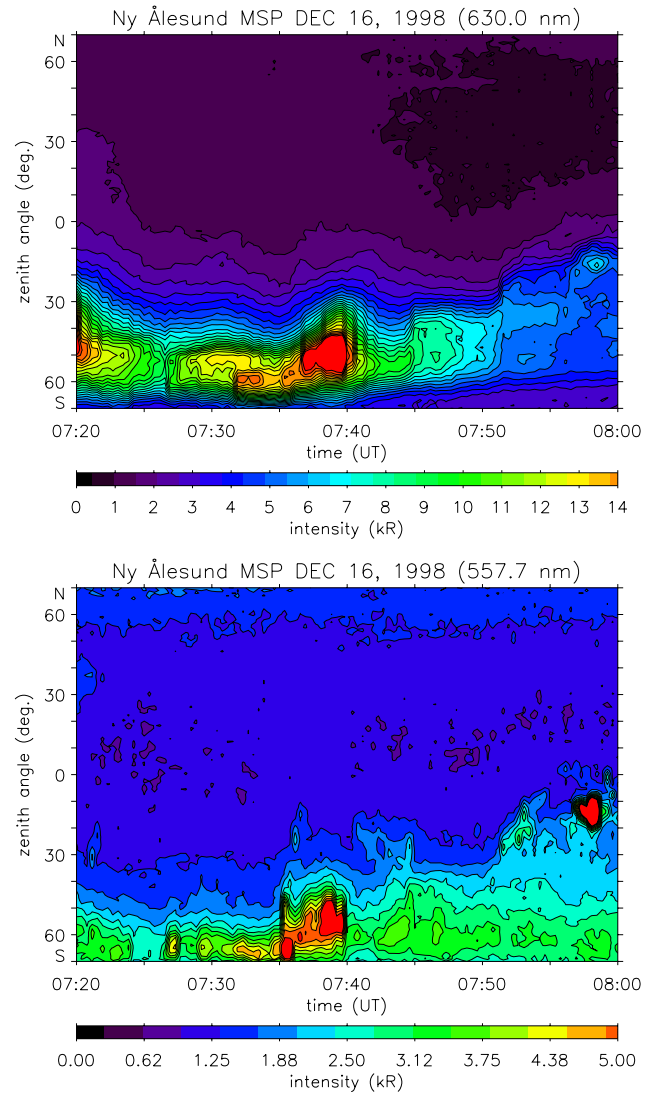 Ny Ålesund MSP DEC 16, 1998 (630.0 nm)
N
60
30
0
30
60
S
zenith angle (deg.)
07:20 07:30 07:40 07:50 08:00
time (UT)
0 1 2 3 4 5 6 7 8 9 10 11 12 13 14
intensity (kR)
Ny Ålesund MSP DEC 16, 1998 (557.7 nm)
N
60
30
0
30
60
S
zenith angle (deg.)
07:20 07:30 07:40 07:50 08:00
time (UT)
0.00 0.62 1.25 1.88 2.50 3.12 3.75 4.38 5.00
intensity (kR)